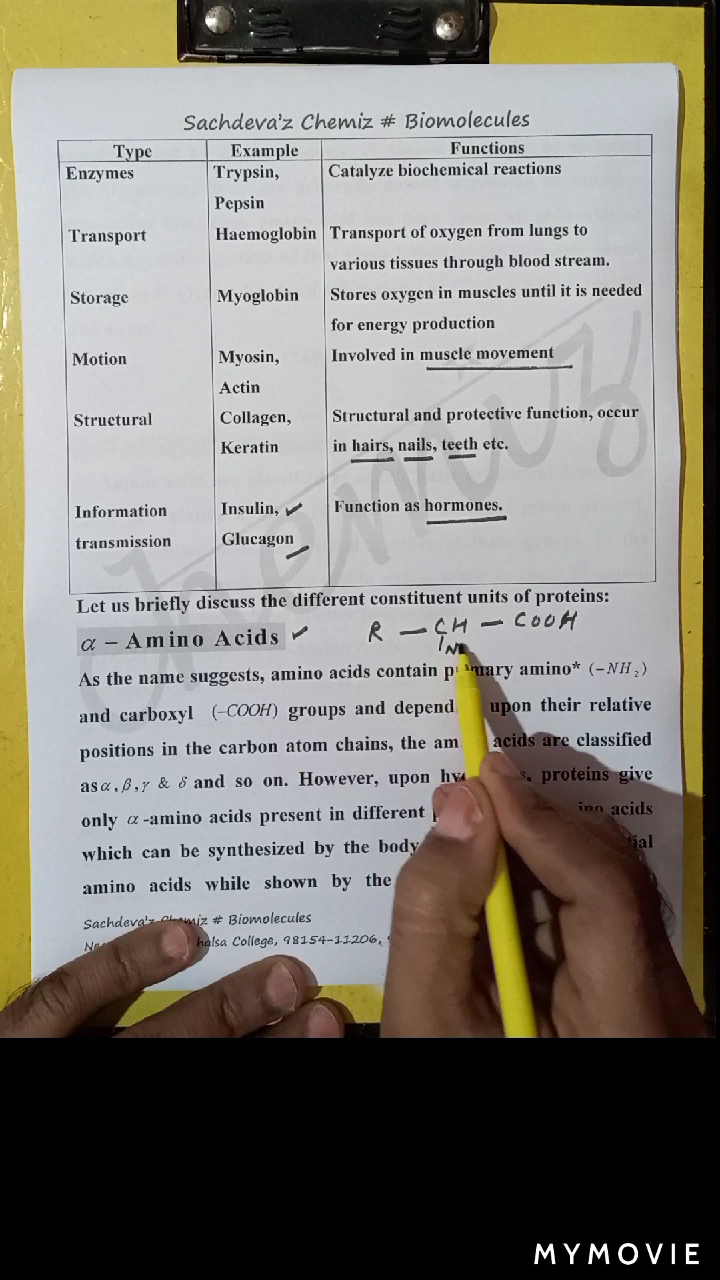 Sachdeva'z Chemiz # Biomolecules
Type Example Functions
Enzymes Trypsin, Catalyze biochemical reactions
Pepsin
Transport Haemoglobin Transport of oxygen from lungs to
various tissues through blood stream.
Storage Myoglobin Stores oxygen in muscles until it is needed
for energy production
Motion Myosin, Involved in muscle movement
Actin
Structural Collagen, Structural and protective function, occur
Keratin in hairs, nails, teeth etc.
Information Insulin, Function as hormones.
transmission Glucagon
Chemiz
Let us briefly discuss the different constituent units of proteins:
α – Amino Acids R — CH — COOH
As the name suggests, amino acids contain primary amino* (–NH₂)
and carboxyl (–COOH) groups and depend upon their relative
positions in the carbon atom chains, the acids are classified
as α, β, γ & δ and so on. However, upon proteins give
only α -amino acids present in different acids
which can be synthesized by the body
amino acids while shown by the
Sachdeva'z Chemiz # Biomolecules
halsa College, 98154-11206,
MYMOVIE